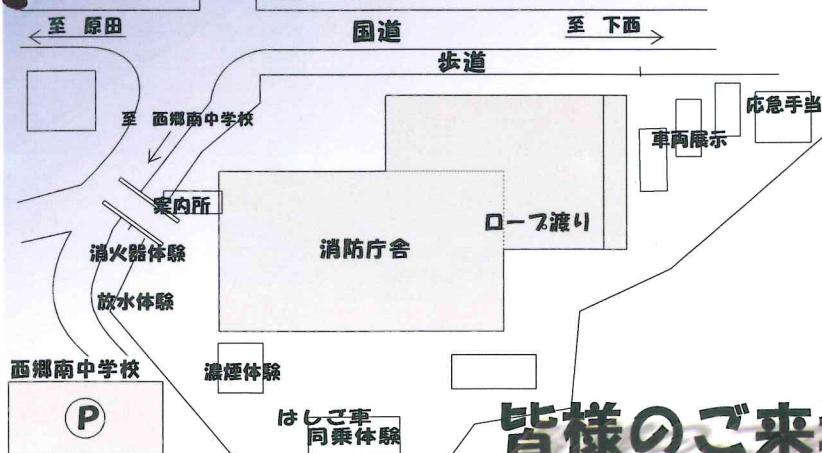 至 原田
国道
至 下西
歩道
至 西郷南中学校
応急手当
車両展示
案内所
ロープ渡り
消防庁舎
消火器体験
放水体験
西郷南中学校
濃煙体験
P
はしご車
同乗体験
皆様のご来